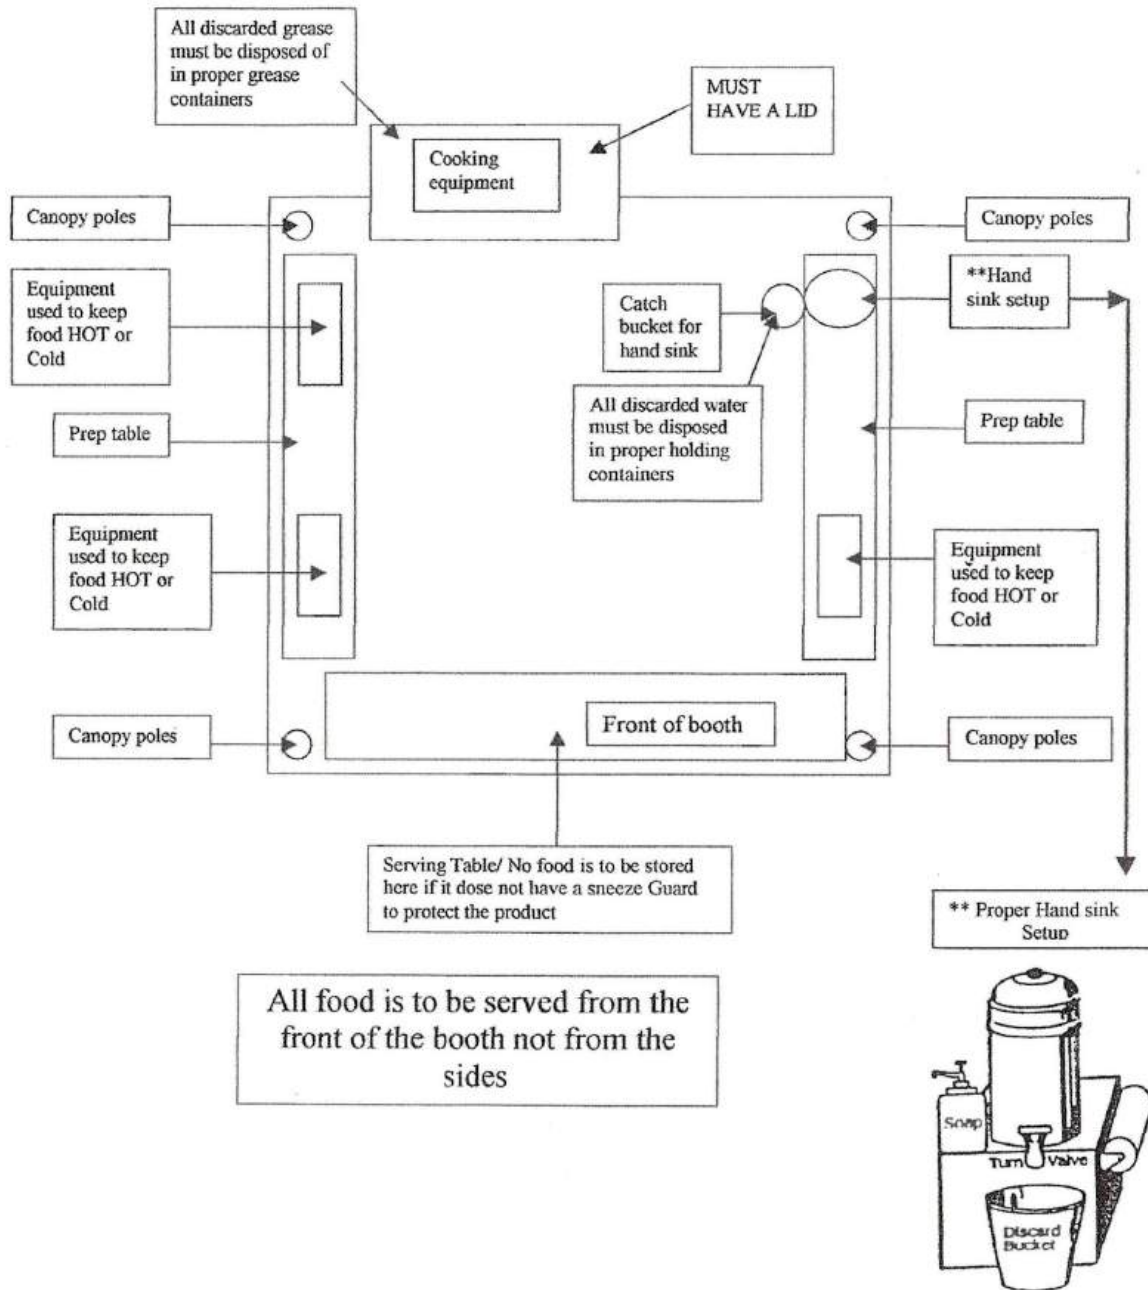 All discarded grease
must be disposed of
in proper grease
containers
MUST
HAVE A LID
Cooking
equipment
Canopy poles
Canopy poles
Equipment
used to keep
food HOT or
Cold
Catch
bucket for
hand sink
**Hand
sink setup
All discarded water
must be disposed
in proper holding
containers
Prep table
Prep table
Equipment
used to keep
food HOT or
Cold
Equipment
used to keep
food HOT or
Cold
Canopy poles
Front of booth
Canopy poles
Serving Table/ No food is to be stored
here if it dose not have a sneeze Guard
to protect the product
** Proper Hand sink
Setup
All food is to be served from the
front of the booth not from the
sides
Soap
Turn Valve
Discard
Bucket